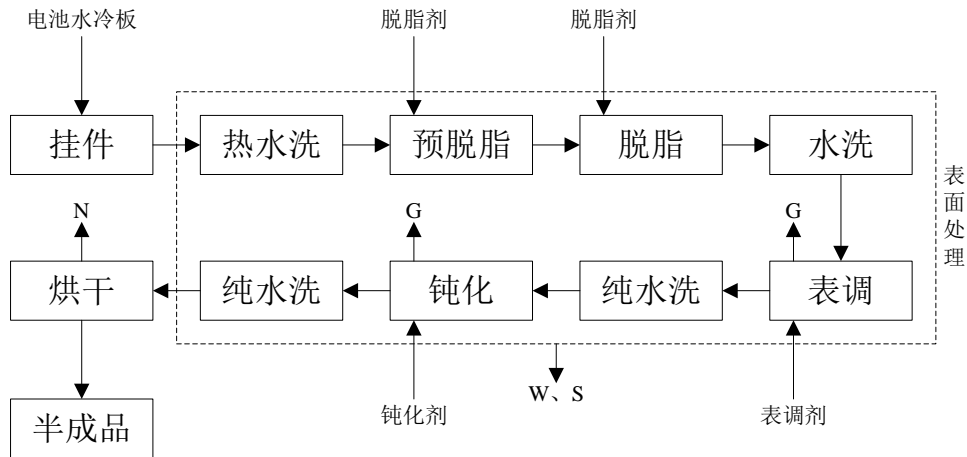 电池水冷板
脱脂剂
脱脂剂
挂件
热水洗
预脱脂
脱脂
水洗
表面处理
N
G
G
烘干
纯水洗
钝化
纯水洗
表调
W、S
半成品
钝化剂
表调剂